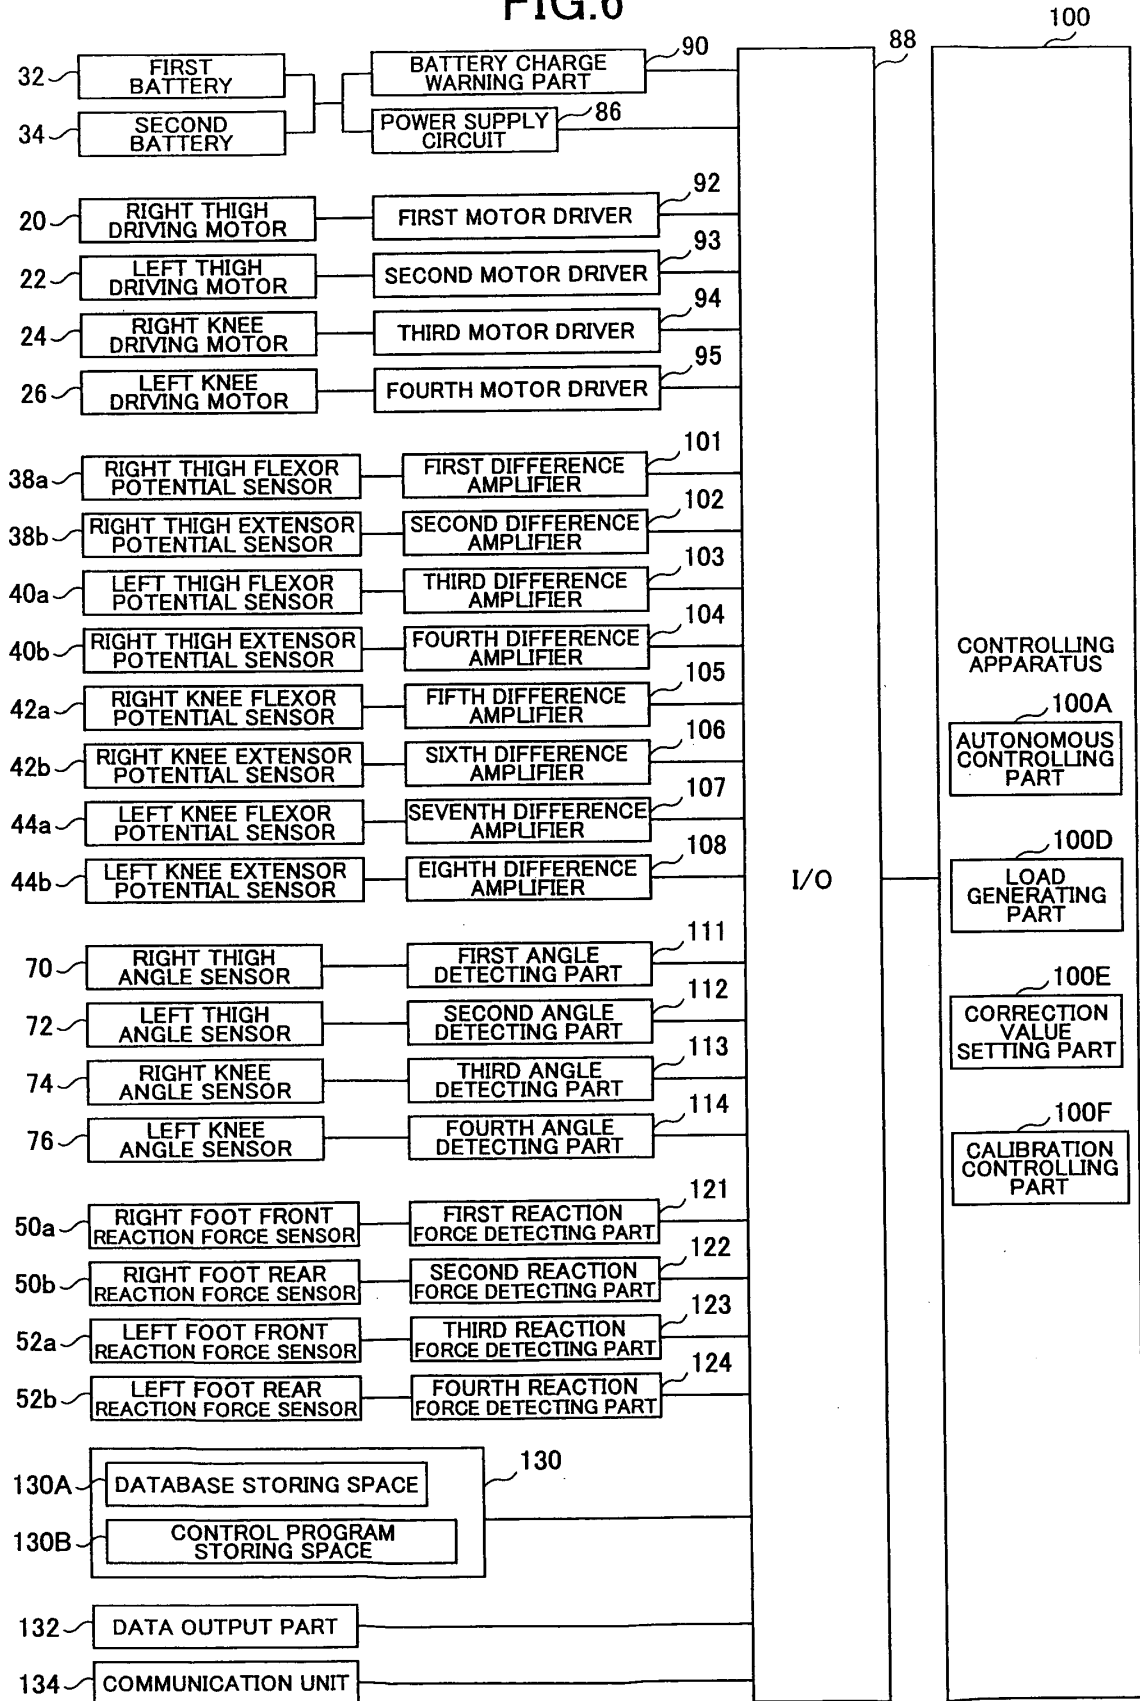 FIG.6
100
32
FIRST
BATTERY
BATTERY CHARGE
WARNING PART
90
88
34
SECOND
BATTERY
POWER SUPPLY
CIRCUIT
86
20
RIGHT THIGH
DRIVING MOTOR
FIRST MOTOR DRIVER
92
22
LEFT THIGH
DRIVING MOTOR
SECOND MOTOR DRIVER
93
24
RIGHT KNEE
DRIVING MOTOR
THIRD MOTOR DRIVER
94
26
LEFT KNEE
DRIVING MOTOR
FOURTH MOTOR DRIVER
95
38a
RIGHT THIGH FLEXOR
POTENTIAL SENSOR
FIRST DIFFERENCE
AMPLIFIER
101
38b
RIGHT THIGH EXTENSOR
POTENTIAL SENSOR
SECOND DIFFERENCE
AMPLIFIER
102
40a
LEFT THIGH FLEXOR
POTENTIAL SENSOR
THIRD DIFFERENCE
AMPLIFIER
103
40b
RIGHT THIGH EXTENSOR
POTENTIAL SENSOR
FOURTH DIFFERENCE
AMPLIFIER
104
42a
RIGHT KNEE FLEXOR
POTENTIAL SENSOR
FIFTH DIFFERENCE
AMPLIFIER
105
42b
RIGHT KNEE EXTENSOR
POTENTIAL SENSOR
SIXTH DIFFERENCE
AMPLIFIER
106
44a
LEFT KNEE FLEXOR
POTENTIAL SENSOR
SEVENTH DIFFERENCE
AMPLIFIER
107
44b
LEFT KNEE EXTENSOR
POTENTIAL SENSOR
EIGHTH DIFFERENCE
AMPLIFIER
108
70
RIGHT THIGH
ANGLE SENSOR
FIRST ANGLE
DETECTING PART
111
72
LEFT THIGH
ANGLE SENSOR
SECOND ANGLE
DETECTING PART
112
74
RIGHT KNEE
ANGLE SENSOR
THIRD ANGLE
DETECTING PART
113
76
LEFT KNEE
ANGLE SENSOR
FOURTH ANGLE
DETECTING PART
114
50a
RIGHT FOOT FRONT
REACTION FORCE SENSOR
FIRST REACTION
FORCE DETECTING PART
121
50b
RIGHT FOOT REAR
REACTION FORCE SENSOR
SECOND REACTION
FORCE DETECTING PART
122
52a
LEFT FOOT FRONT
REACTION FORCE SENSOR
THIRD REACTION
FORCE DETECTING PART
123
52b
LEFT FOOT REAR
REACTION FORCE SENSOR
FOURTH REACTION
FORCE DETECTING PART
124
130
130A
DATABASE STORING SPACE
130B
CONTROL PROGRAM
STORING SPACE
132
DATA OUTPUT PART
134
COMMUNICATION UNIT
I/O
CONTROLLING
APPARATUS
100A
AUTONOMOUS
CONTROLLING
PART
100D
LOAD
GENERATING
PART
100E
CORRECTION
VALUE
SETTING PART
100F
CALIBRATION
CONTROLLING
PART